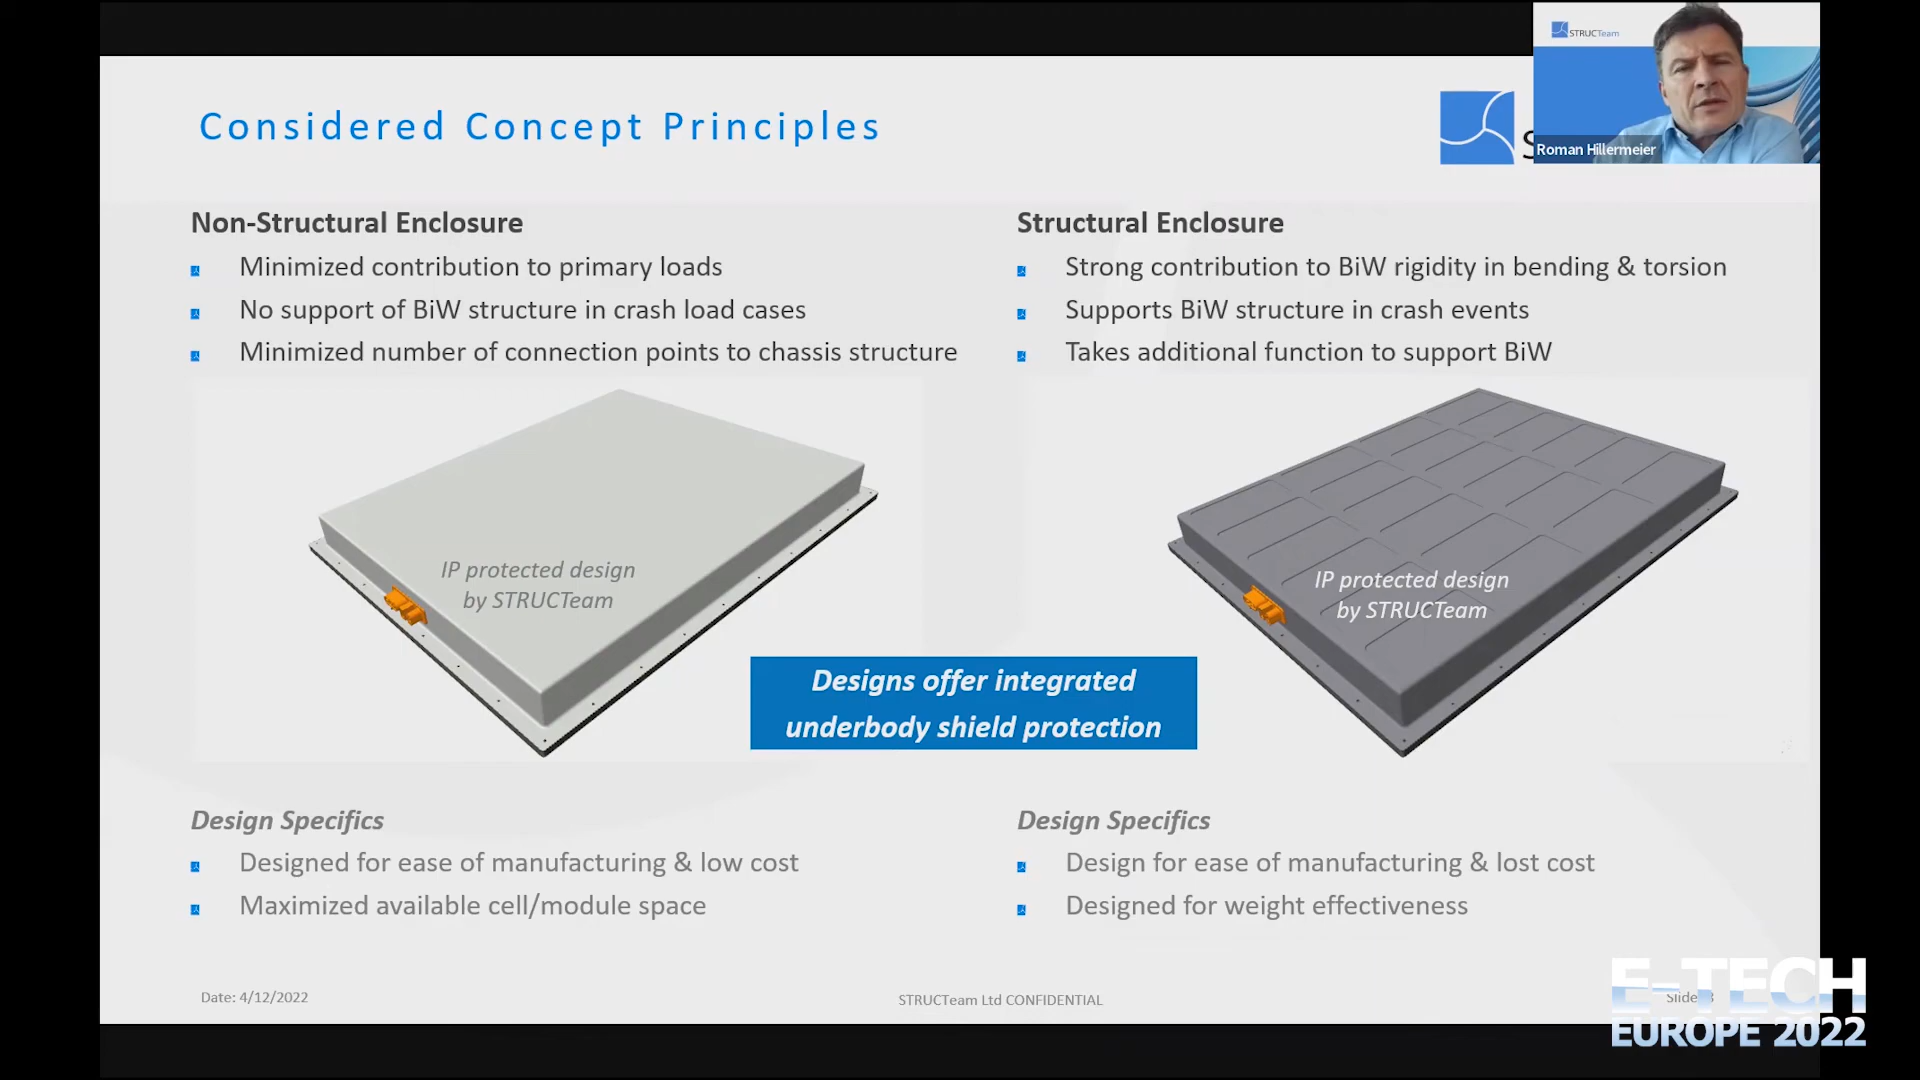 STRUCTeam
Considered Concept Principles
S
Roman Hillermeier
Non-Structural Enclosure
Minimized contribution to primary loads
No support of BiW structure in crash load cases
Minimized number of connection points to chassis structure
Structural Enclosure
Strong contribution to BiW rigidity in bending & torsion
Supports BiW structure in crash events
Takes additional function to support BiW
IP protected design
by STRUCTeam
IP protected design
by STRUCTeam
Designs offer integrated
underbody shield protection
Design Specifics
Designed for ease of manufacturing & low cost
Maximized available cell/module space
Design Specifics
Design for ease of manufacturing & lost cost
Designed for weight effectiveness
Date: 4/12/2022
STRUCTeam Ltd CONFIDENTIAL
Slide
E-TECH
EUROPE 2022